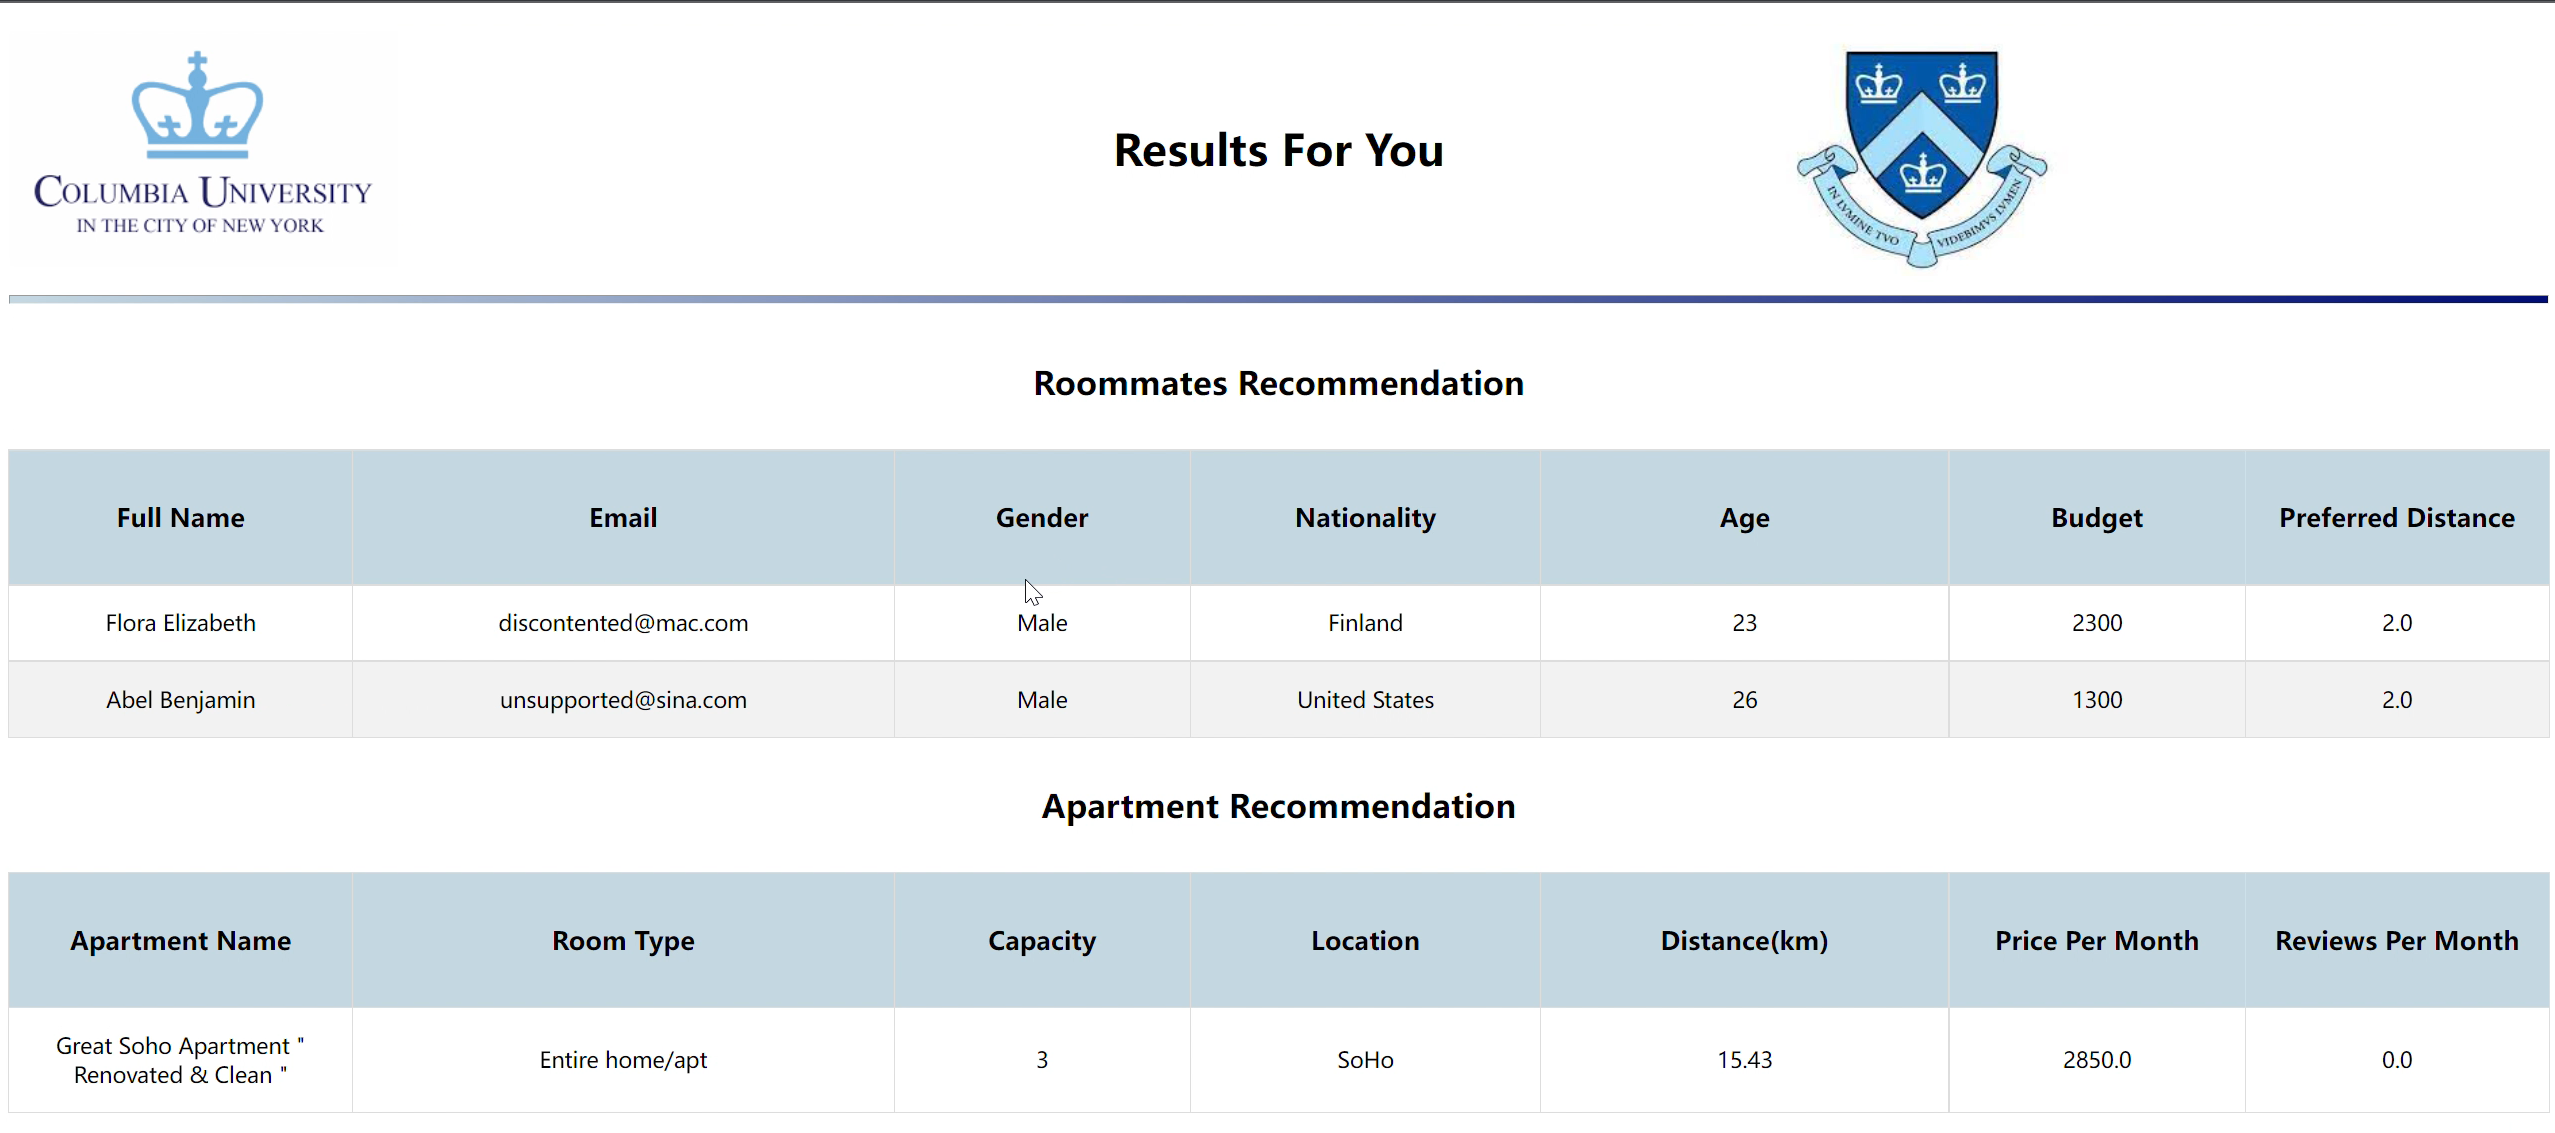 COLUMBIA UNIVERSITY
IN THE CITY OF NEW YORK
Results For You
IN LVMINE TVO VIDEBIMVS LVMEN
Roommates Recommendation
Full Name Email Gender Nationality Age Budget Preferred Distance
Flora Elizabeth discontented@mac.com Male Finland 23 2300 2.0
Abel Benjamin unsupported@sina.com Male United States 26 1300 2.0
Apartment Recommendation
Apartment Name Room Type Capacity Location Distance(km) Price Per Month Reviews Per Month
Great Soho Apartment "
Renovated & Clean " Entire home/apt 3 SoHo 15.43 2850.0 0.0